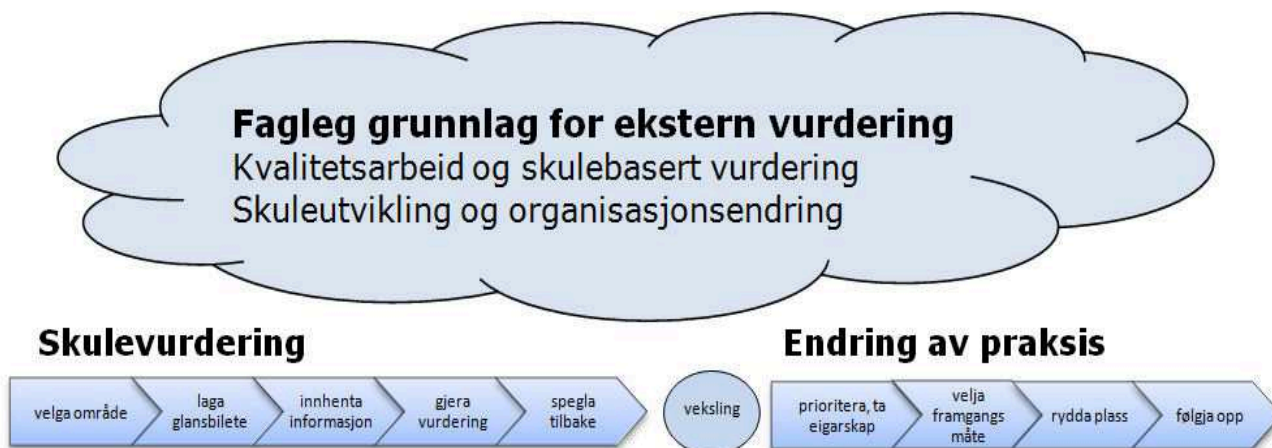 Fagleg grunnlag for ekstern vurdering
Kvalitetsarbeid og skulebasert vurdering
Skuleutvikling og organisasjonsendring
Skulevurdering
velga område
laga
glansbilete
innhenta
informasjon
gjera
vurdering
spegla
tilbake
veksling
Endring av praksis
prioritera, ta
eigarskap
velja
framgangs
måte
rydda plass
følgja opp